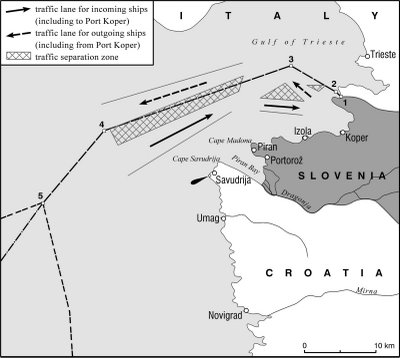 traffic lane for incoming ships
(including to Port Koper)
traffic lane for outgoing ships
(including from Port Koper)
traffic separation zone
I T A L Y
Gulf of Trieste
Trieste
3
2
1
4
Izola
Koper
Cape Madona
Piran
Portorož
Cape Savudrija
Piran Bay
SLOVENIA
Savudrija
Dragonja
5
Umag
CROATIA
Mirna
Novigrad
0 10 km